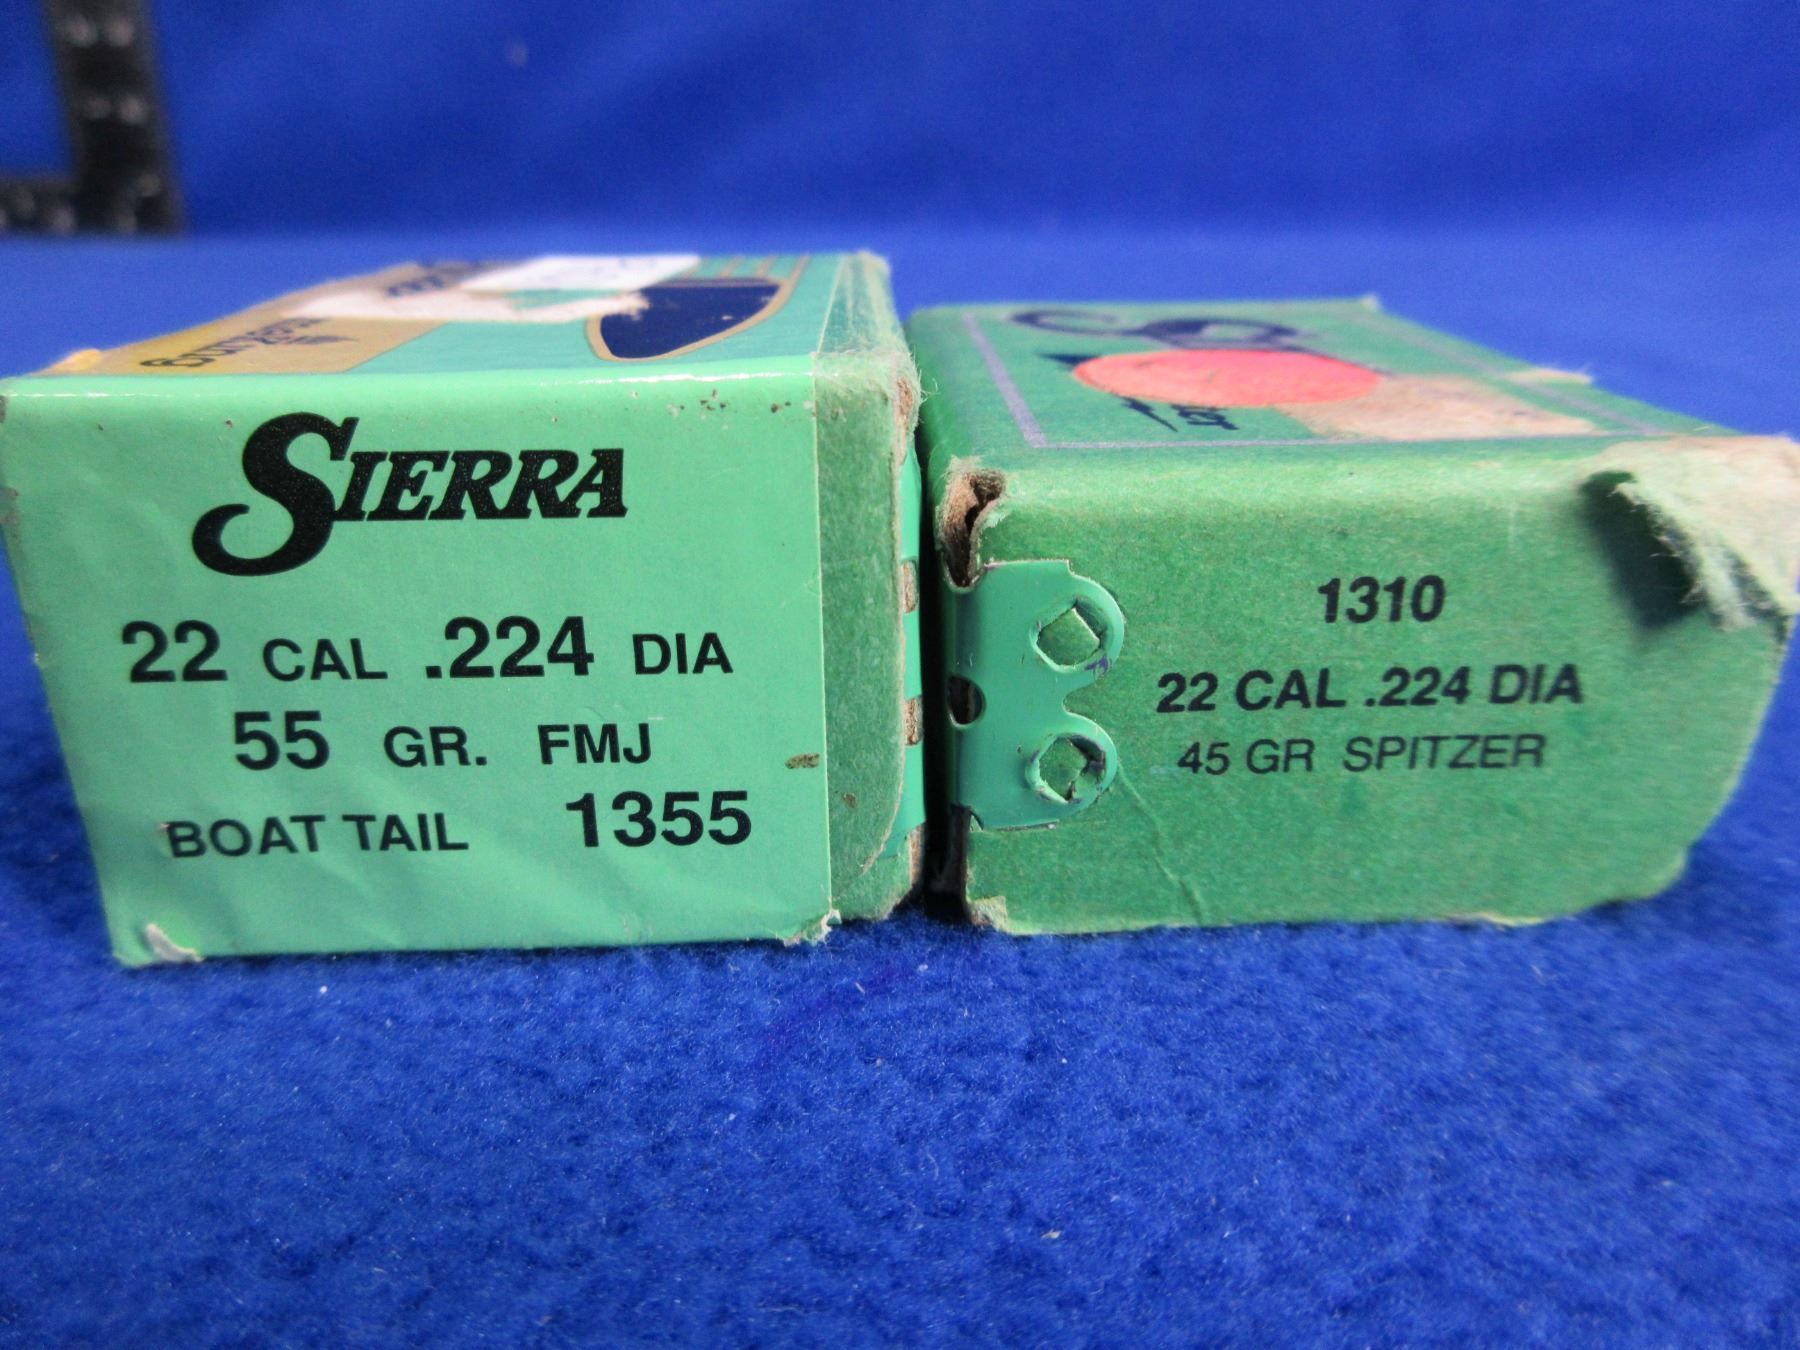 SIERRA
22 CAL .224 DIA
55 GR. FMJ
BOAT TAIL 1355
1310
22 CAL .224 DIA
45 GR SPITZER